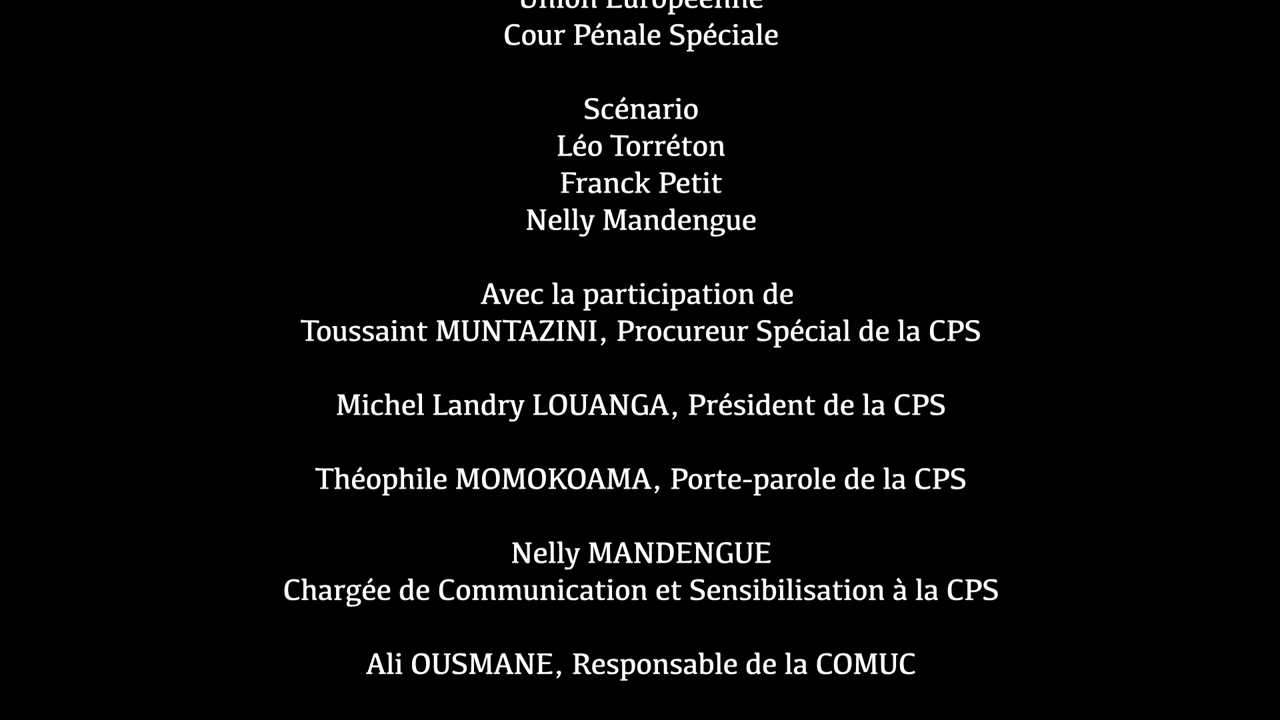 Union Européenne
Cour Pénale Spéciale
Scénario
Léo Torréton
Franck Petit
Nelly Mandengue
Avec la participation de
Toussaint MUNTAZINI, Procureur Spécial de la CPS
Michel Landry LOUANGA, Président de la CPS
Théophile MOMOKOAMA, Porte-parole de la CPS
Nelly MANDENGUE
Chargée de Communication et Sensibilisation à la CPS
Ali OUSMANE, Responsable de la COMUC